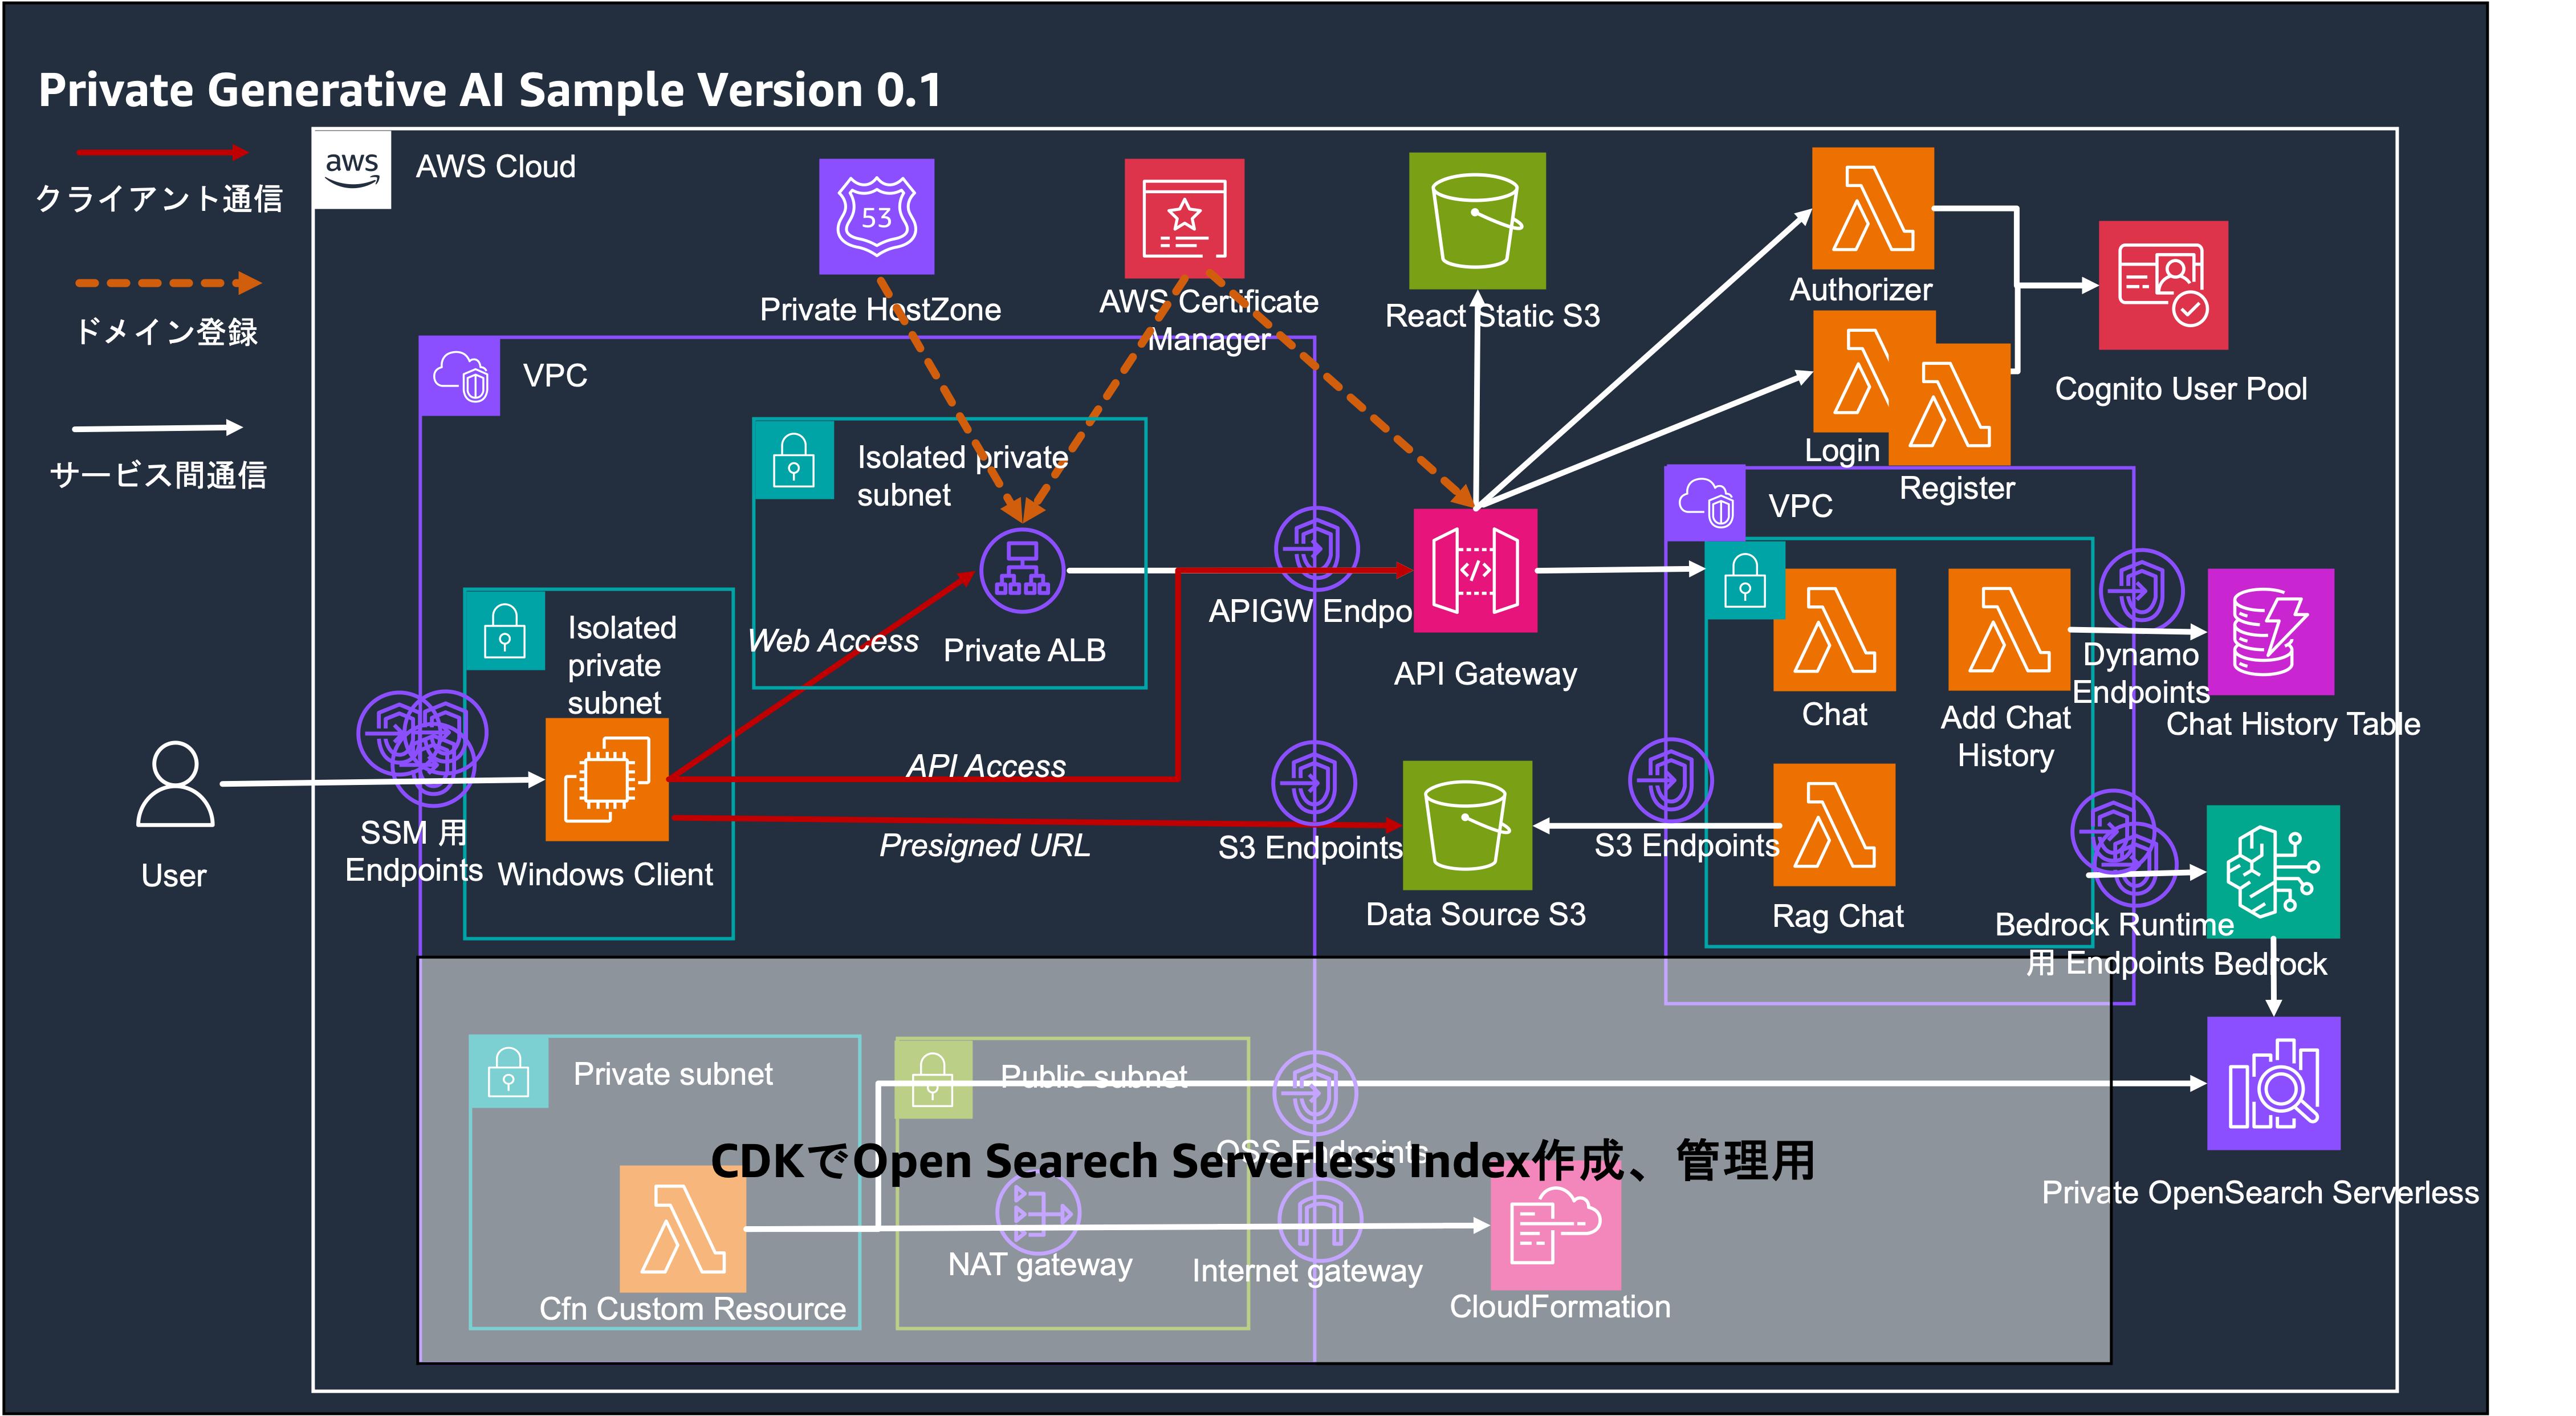 Private Generative AI Sample Version 0.1
クライアント通信
ドメイン登録
サービス間通信
aws
AWS Cloud
53
Private HostZone
AWS Certificate
Manager
React Static S3
Authorizer
Login
Register
Cognito User Pool
VPC
Isolated private
subnet
Private ALB
Web Access
Isolated
private
subnet
API Access
Presigned URL
APIGW Endpo
API Gateway
VPC
Chat
Add Chat
History
Dynamo
Endpoints
Chat History Table
User
SSM 用
Endpoints
Windows Client
S3 Endpoints
Data Source S3
S3 Endpoints
Rag Chat
Bedrock Runtime
用 Endpoints
Bedrock
Private subnet
Public subnet
OSS Endpoints
CDKでOpen Searech Serverless Index作成、管理用
Private OpenSearch Serverless
NAT gateway
Internet gateway
Cfn Custom Resource
CloudFormation